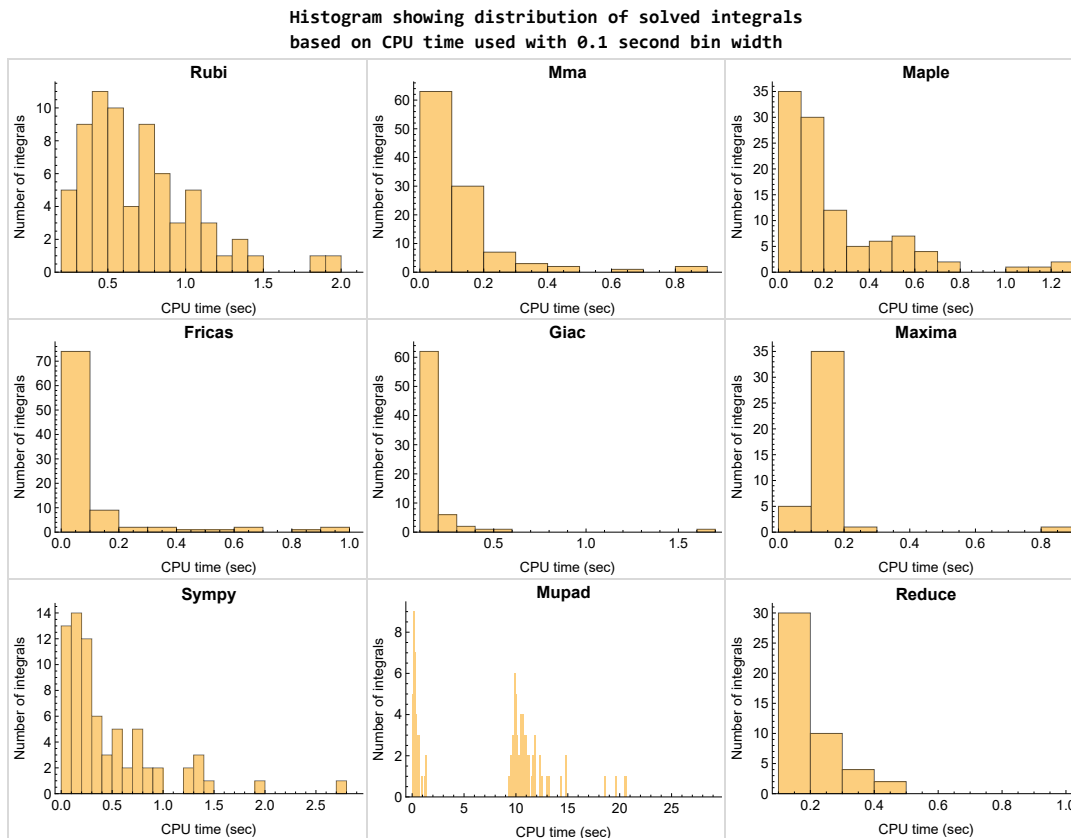 Histogram showing distribution of solved integrals
based on CPU time used with 0.1 second bin width
Rubi
Number of integrals
10
8
6
4
2
0
0.5 1.0 1.5 2.0
CPU time (sec)
Mma
Number of integrals
60
50
40
30
20
10
0
0.0 0.2 0.4 0.6 0.8
CPU time (sec)
Maple
Number of integrals
35
30
25
20
15
10
5
0
0.0 0.2 0.4 0.6 0.8 1.0 1.2
CPU time (sec)
Fricas
Number of integrals
70
60
50
40
30
20
10
0
0.0 0.2 0.4 0.6 0.8 1.0
CPU time (sec)
Giac
Number of integrals
60
50
40
30
20
10
0
0.5 1.0 1.5
CPU time (sec)
Maxima
Number of integrals
35
30
25
20
15
10
5
0
0.0 0.2 0.4 0.6 0.8
CPU time (sec)
Sympy
Number of integrals
14
12
10
8
6
4
2
0
0.0 0.5 1.0 1.5 2.0 2.5
CPU time (sec)
Mupad
Number of integrals
8
6
4
2
0
0 5 10 15 20 25
CPU time (sec)
Reduce
Number of integrals
30
25
20
15
10
5
0
0.2 0.4 0.6 0.8 1.0
CPU time (sec)